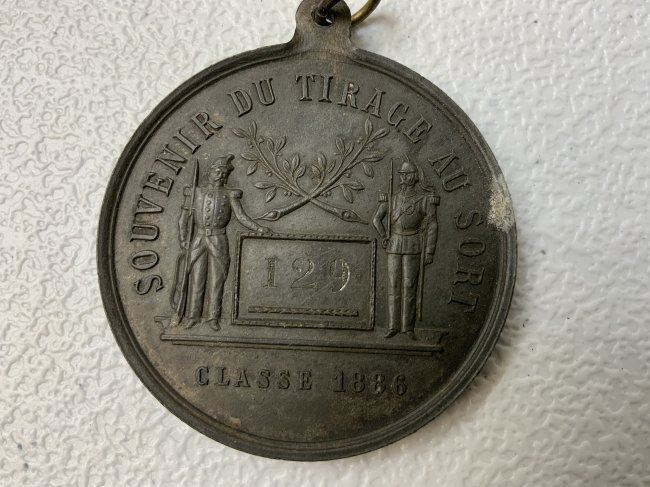 SOUVENIR DU TIRAGE AU SORT
129
CLASSE 1886